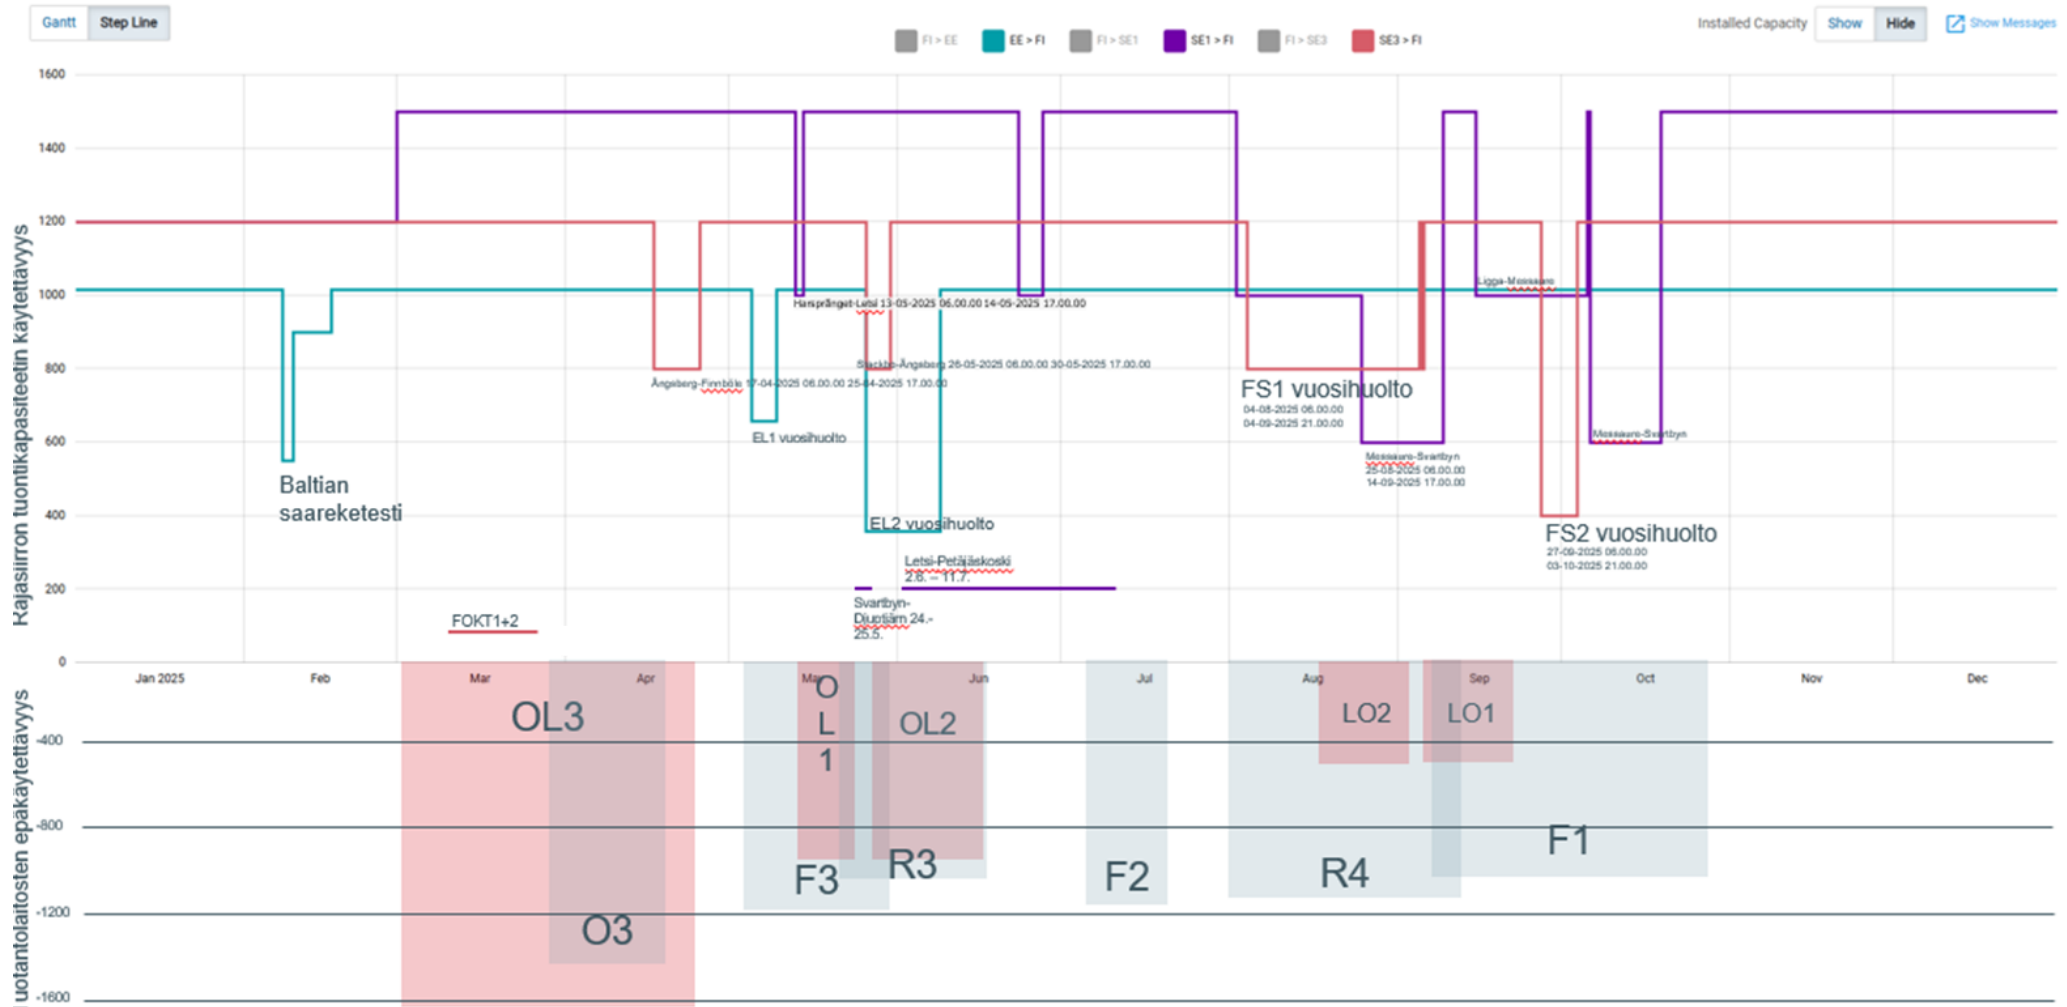 Gantt
Step Line
FI > EE
EE > FI
FI > SE1
SE1 > FI
FI > SE3
SE3 > FI
Installed Capacity
Show
Hide
Show Messages
Rajasiirron tuontikapasiteetin käytettävyys
1600
1400
1200
1000
800
600
400
200
0
Harsprånget-Letsi 13-05-2025 06.00.00 14-05-2025 17.00.00
Ligga-Messaure
Stackbo-Ängsberg 26-05-2025 06.00.00 30-05-2025 17.00.00
Ängsberg-Finnböle 17-04-2025 06.00.00 25-04-2025 17.00.00
FS1 vuosihuolto
04-08-2025 06.00.00
04-09-2025 21.00.00
EL1 vuosihuolto
Messaure-Svartbyn
Messaure-Svartbyn
25-08-2025 06.00.00
14-09-2025 17.00.00
Baltian
saareketesti
EL2 vuosihuolto
FS2 vuosihuolto
27-09-2025 06.00.00
03-10-2025 21.00.00
Letsi-Petäjäskoski
2.6. – 11.7.
Svartbyn-
Djuptjärn 24.-
25.5.
FOKT1+2
Jan 2025
Feb
Mar
Apr
May
Jun
Jul
Aug
Sep
Oct
Nov
Dec
uotantolaitosten epäkäytettävyys
-400
-800
-1200
-1600
OL3
O3
O
L
1
OL2
F3
R3
F2
LO2
LO1
R4
F1